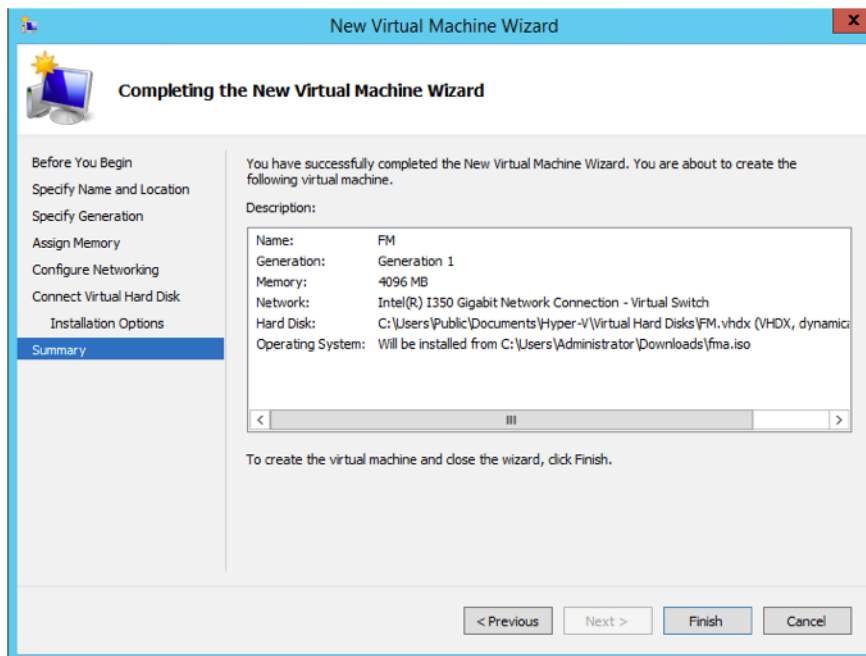 New Virtual Machine Wizard
x
Completing the New Virtual Machine Wizard
Before You Begin
Specify Name and Location
Specify Generation
Assign Memory
Configure Networking
Connect Virtual Hard Disk
Installation Options
Summary
You have successfully completed the New Virtual Machine Wizard. You are about to create the
following virtual machine.
Description:
Name: FM
Generation: Generation 1
Memory: 4096 MB
Network: Intel(R) I350 Gigabit Network Connection - Virtual Switch
Hard Disk: C:\Users\Public\Documents\Hyper-V\Virtual Hard Disks\FM.vhdx (VHDX, dynamica
Operating System: Will be installed from C:\Users\Administrator\Downloads\fma.iso
To create the virtual machine and close the wizard, click Finish.
< Previous
Next >
Finish
Cancel